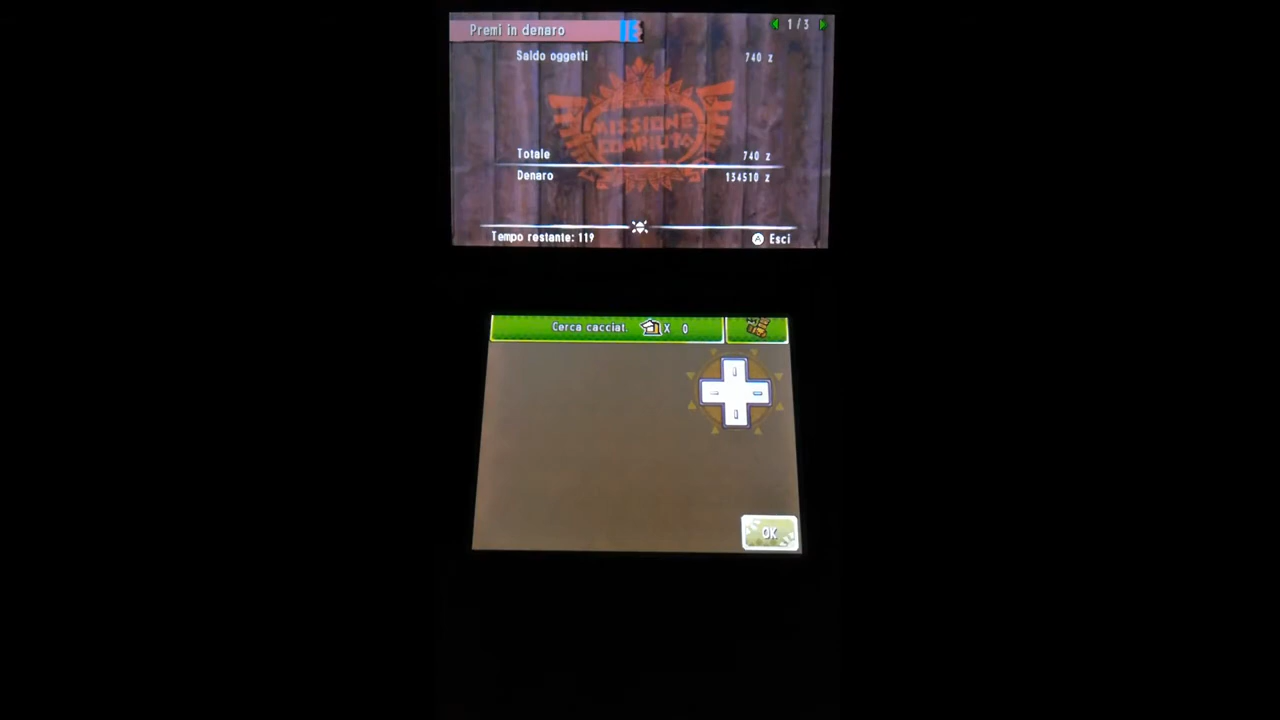 Premi in denaro
1/3
Saldo oggetti 740 z
MISSIONE
COMPIUTA
Totale 740 z
Denaro 134510 z
Tempo restante: 119
A Esci
Cerca cacciat. X 0
OK